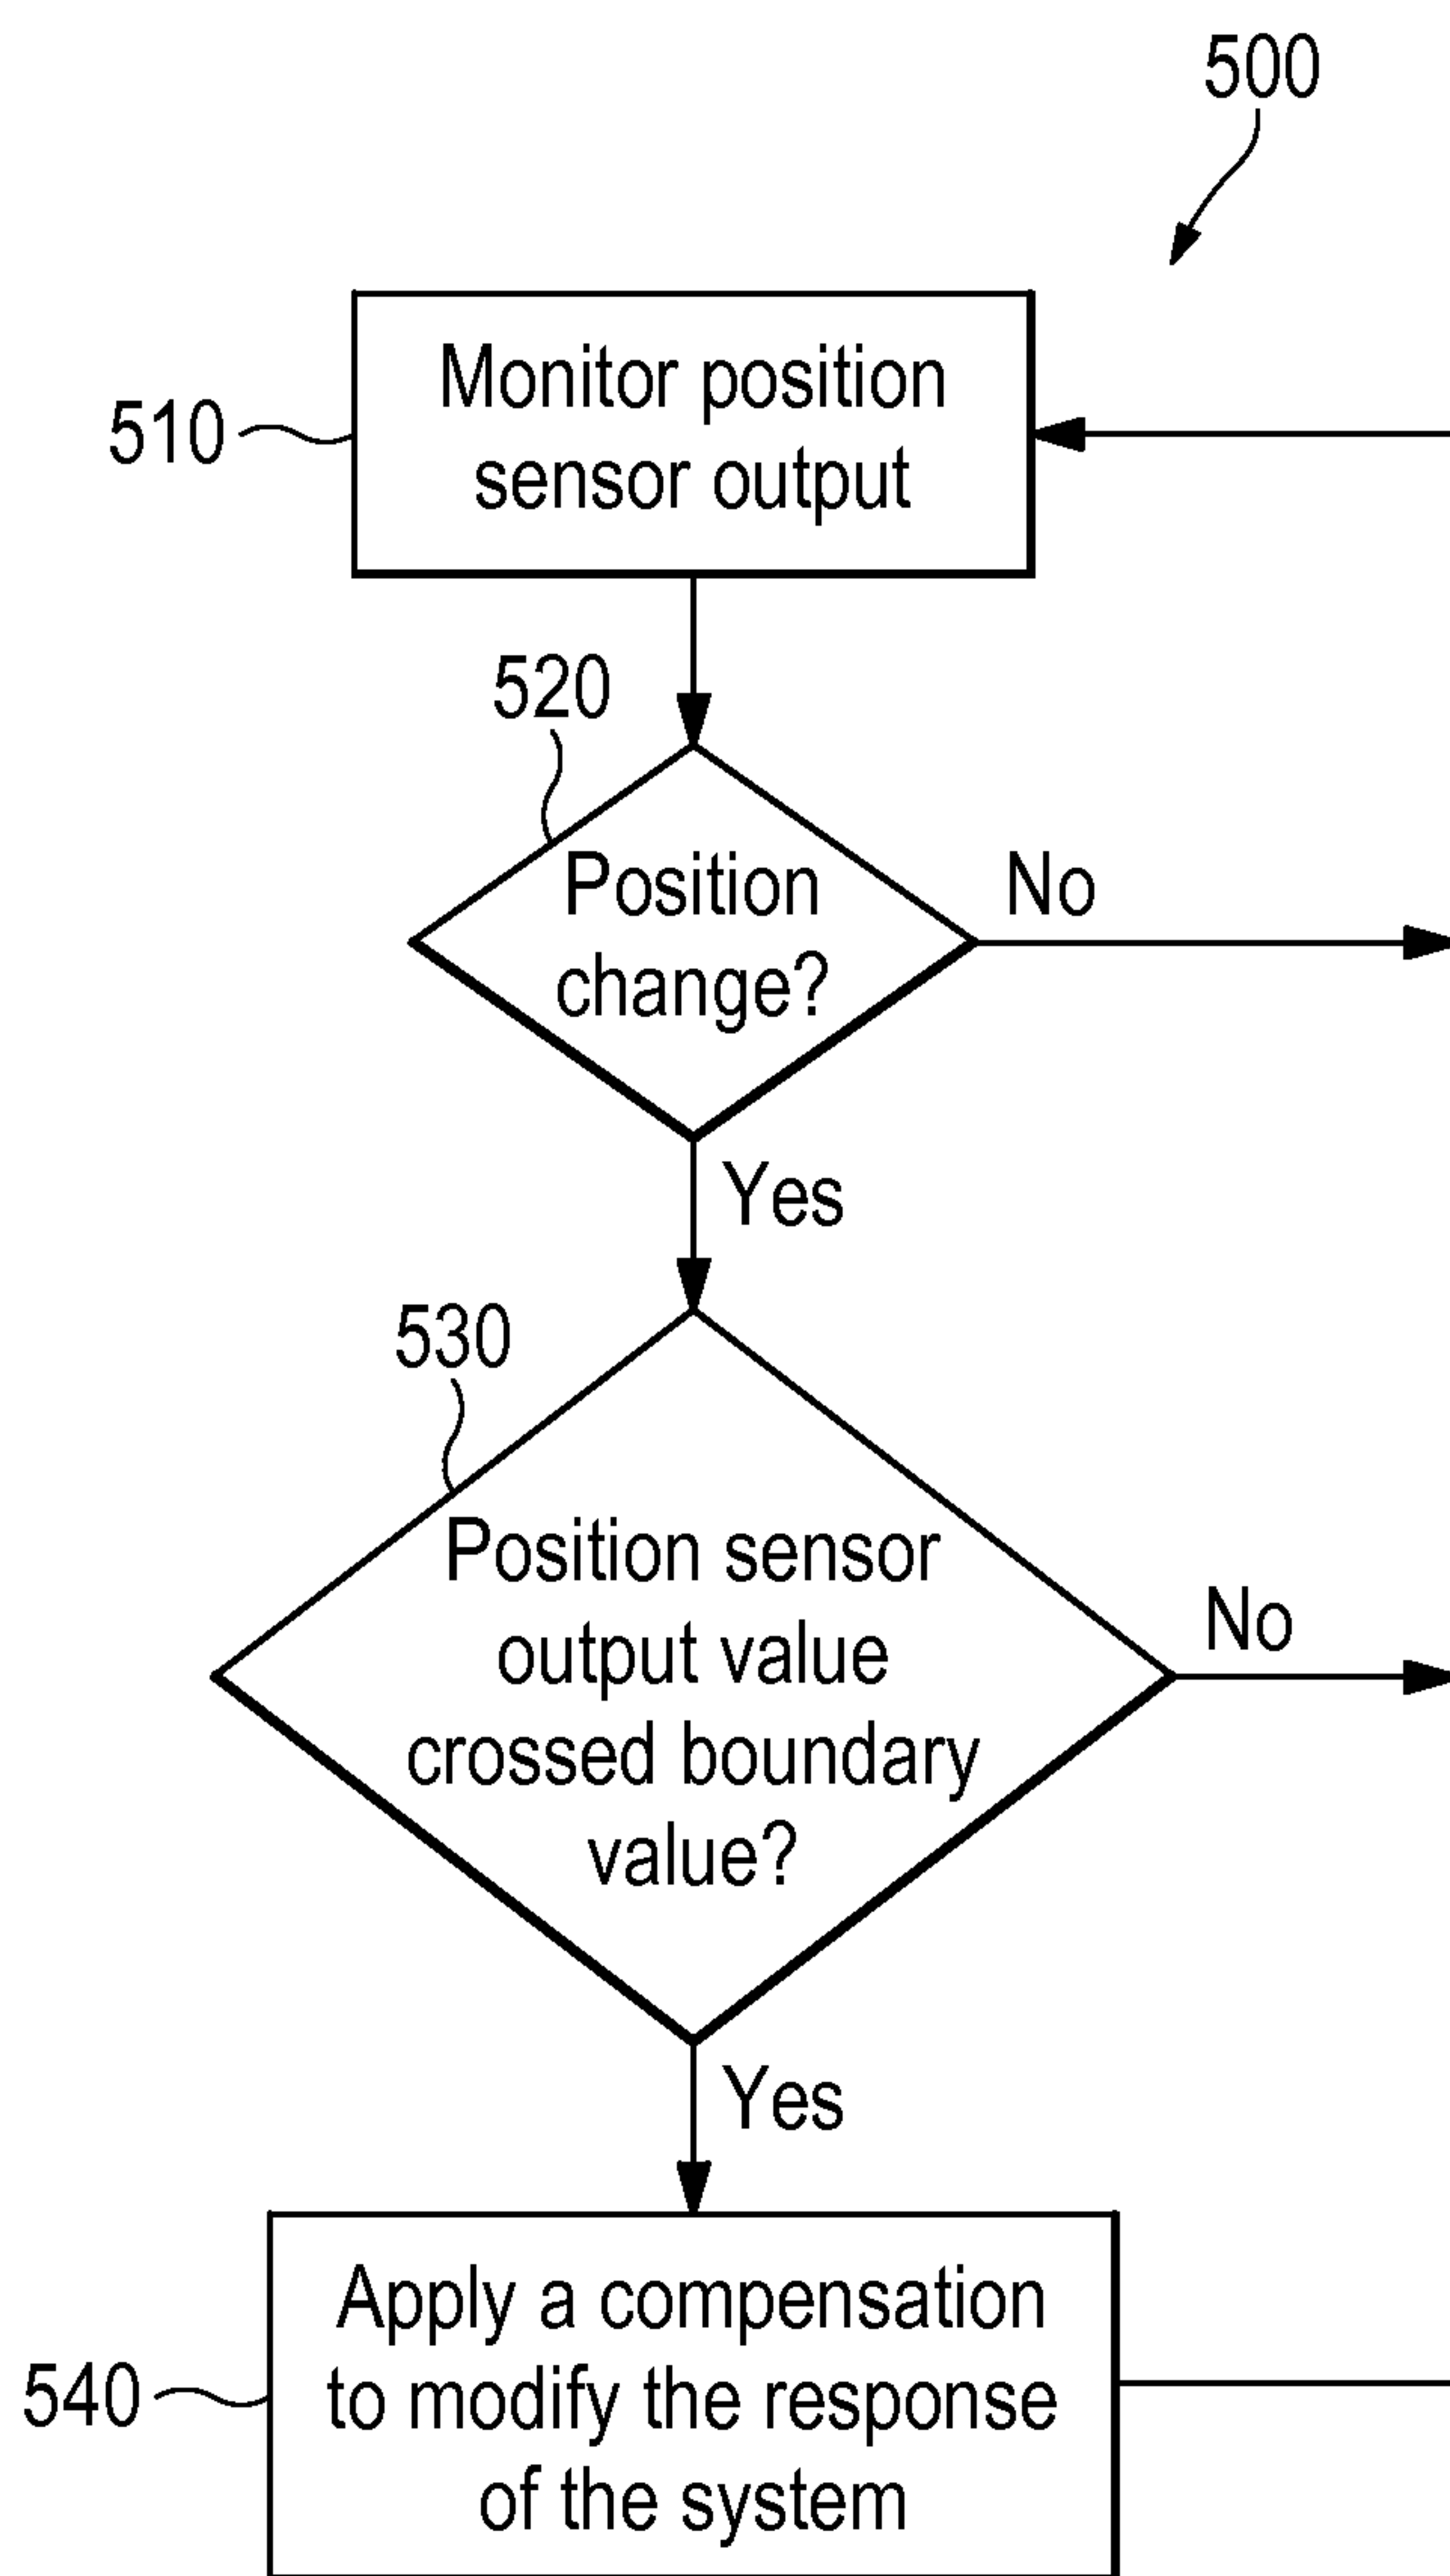 500
Monitor position
sensor output
510
520
Position
change?
No
Yes
530
Position sensor
output value
crossed boundary
value?
No
Yes
Apply a compensation
to modify the response
of the system
540